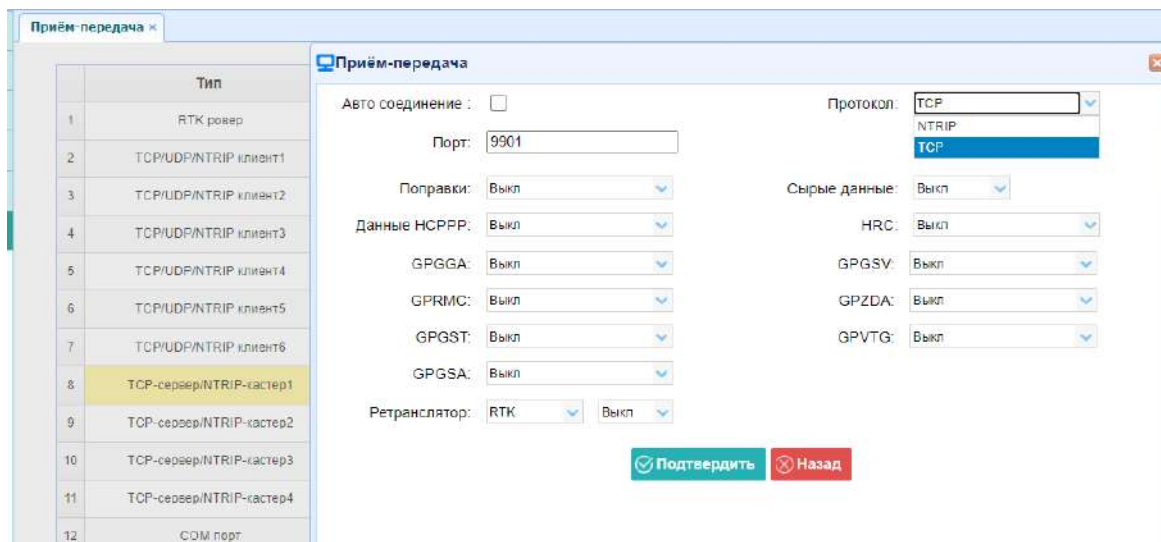 Приём-передача ×
Тип
1 RTK ровер
2 TCP/UDP/NTRIP клиент1
3 TCP/UDP/NTRIP клиент2
4 TCP/UDP/NTRIP клиент3
5 TCP/UDP/NTRIP клиент4
6 TCP/UDP/NTRIP клиент5
7 TCP/UDP/NTRIP клиент6
8 TCP-сервер/NTRIP-кастер1
9 TCP-сервер/NTRIP-кастер2
10 TCP-сервер/NTRIP-кастер3
11 TCP-сервер/NTRIP-кастер4
12 COM порт
Приём-передача
Авто соединение :
Протокол: TCP
NTRIP
TCP
Порт: 9901
Поправки: Выкл
Сырые данные: Выкл
Данные HCPPP: Выкл
HRC: Выкл
GPGGA: Выкл
GPGSV: Выкл
GPRMC: Выкл
GPZDA: Выкл
GPGST: Выкл
GPVTG: Выкл
GPGSA: Выкл
Ретранслятор: RTK Выкл
Подтвердить
Назад